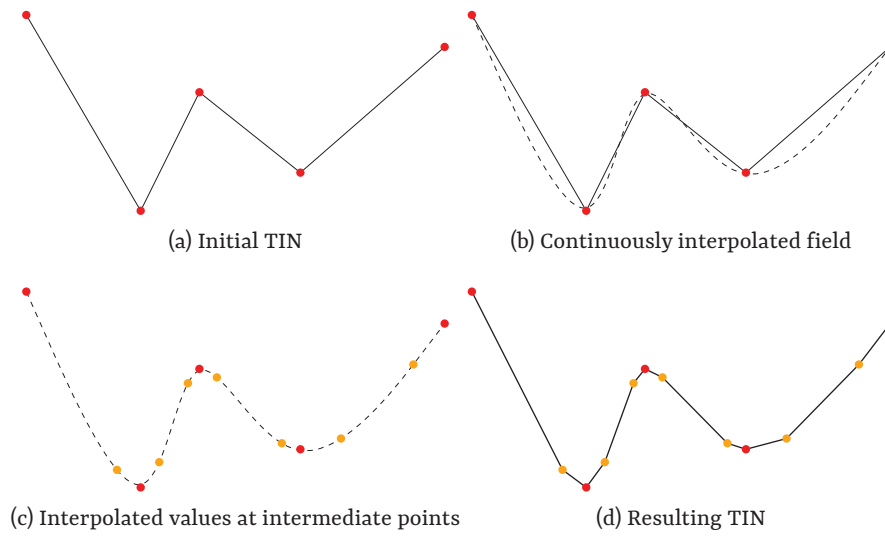 (a) Initial TIN
(b) Continuously interpolated field
(c) Interpolated values at intermediate points
(d) Resulting TIN